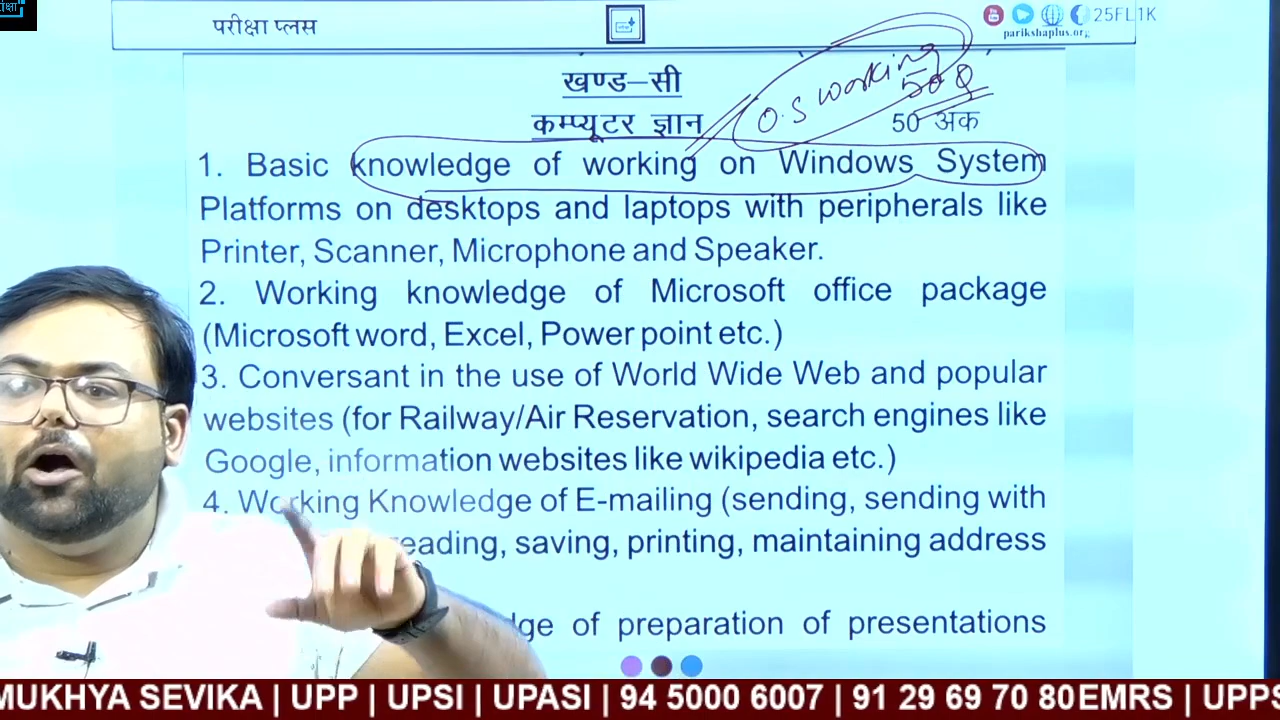 परीक्षा प्लस
25FL1K
parikshaplus.org
खण्ड–सी
O.S working
50 Q
कम्प्यूटर ज्ञान
50 अंक
1. Basic knowledge of working on Windows System
Platforms on desktops and laptops with peripherals like
Printer, Scanner, Microphone and Speaker.
2. Working knowledge of Microsoft office package
(Microsoft word, Excel, Power point etc.)
3. Conversant in the use of World Wide Web and popular
websites (for Railway/Air Reservation, search engines like
Google, information websites like wikipedia etc.)
4. Working Knowledge of E-mailing (sending, sending with
eading, saving, printing, maintaining address
ge of preparation of presentations
MUKHYA SEVIKA | UPP | UPSI | UPASI | 94 5000 6007 | 91 29 69 70 80 EMRS | UPPS